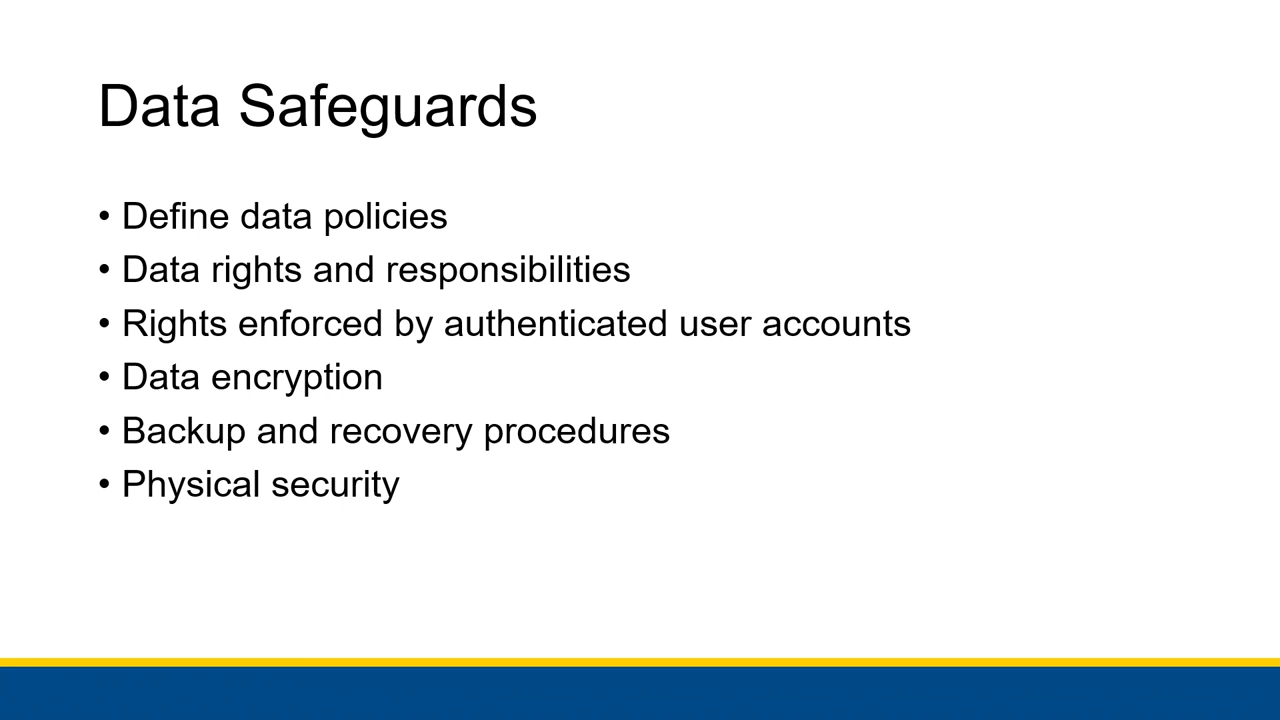 Data Safeguards
• Define data policies
• Data rights and responsibilities
• Rights enforced by authenticated user accounts
• Data encryption
• Backup and recovery procedures
• Physical security